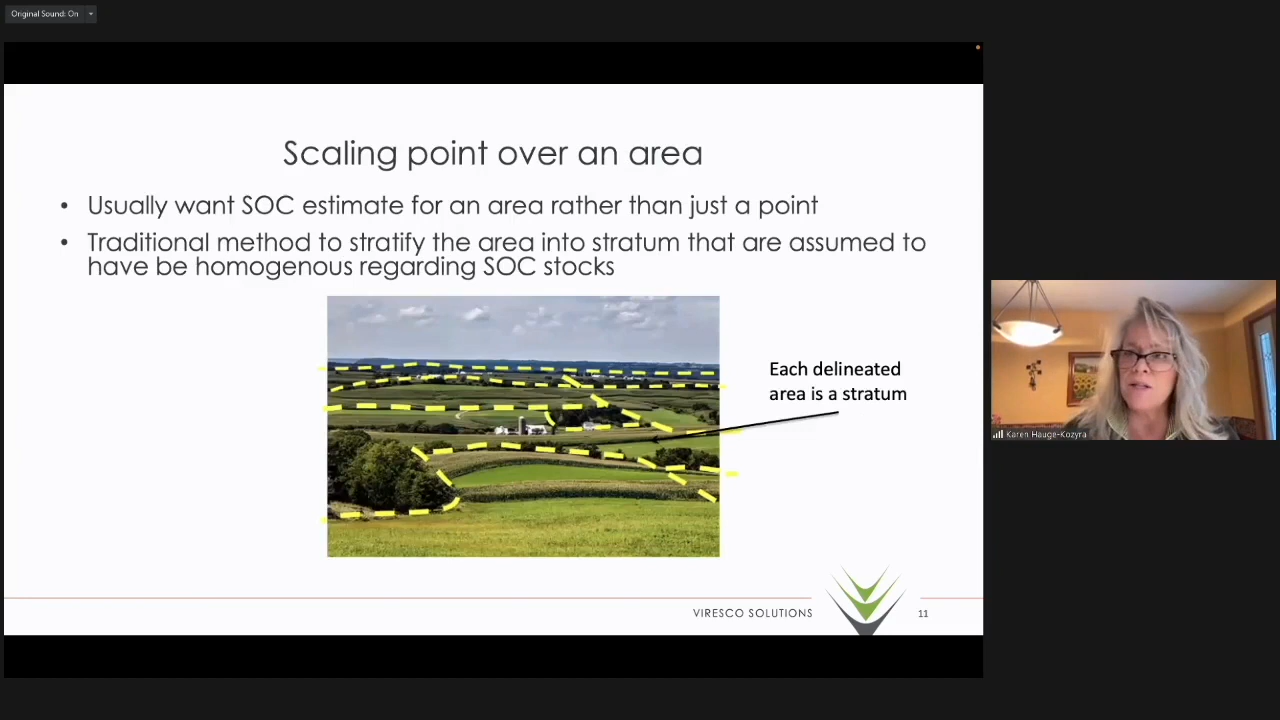 Original Sound: On
Scaling point over an area
• Usually want SOC estimate for an area rather than just a point
• Traditional method to stratify the area into stratum that are assumed to
have be homogenous regarding SOC stocks
Each delineated
area is a stratum
Karen Hauge-Kozyra
VIRESCO SOLUTIONS
11